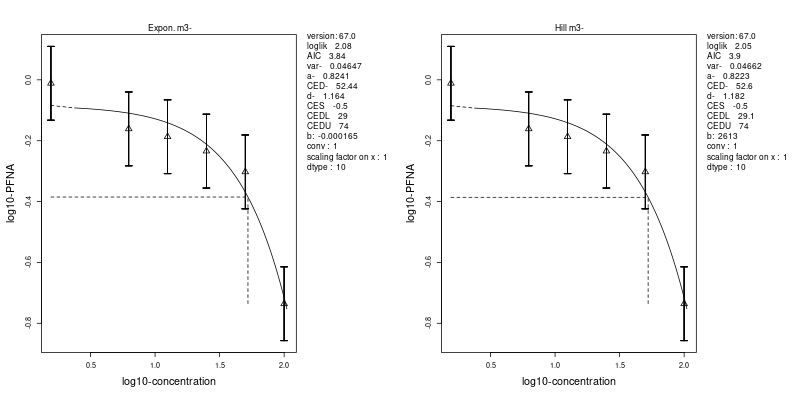 Expon. m3-
version: 67.0
loglik 2.08
AIC 3.84
var- 0.04647
a- 0.8241
CED- 52.44
d- 1.164
CES -0.5
CEDL 29
CEDU 74
b: -0.000165
conv : 1
scaling factor on x : 1
dtype : 10
log10-PFNA
0.0
-0.2
-0.4
-0.6
-0.8
0.5 1.0 1.5 2.0
log10-concentration
Hill m3-
version: 67.0
loglik 2.05
AIC 3.9
var- 0.04662
a- 0.8223
CED- 52.6
d- 1.182
CES -0.5
CEDL 29.1
CEDU 74
b: 2613
conv : 1
scaling factor on x : 1
dtype : 10
log10-PFNA
0.0
-0.2
-0.4
-0.6
-0.8
0.5 1.0 1.5 2.0
log10-concentration